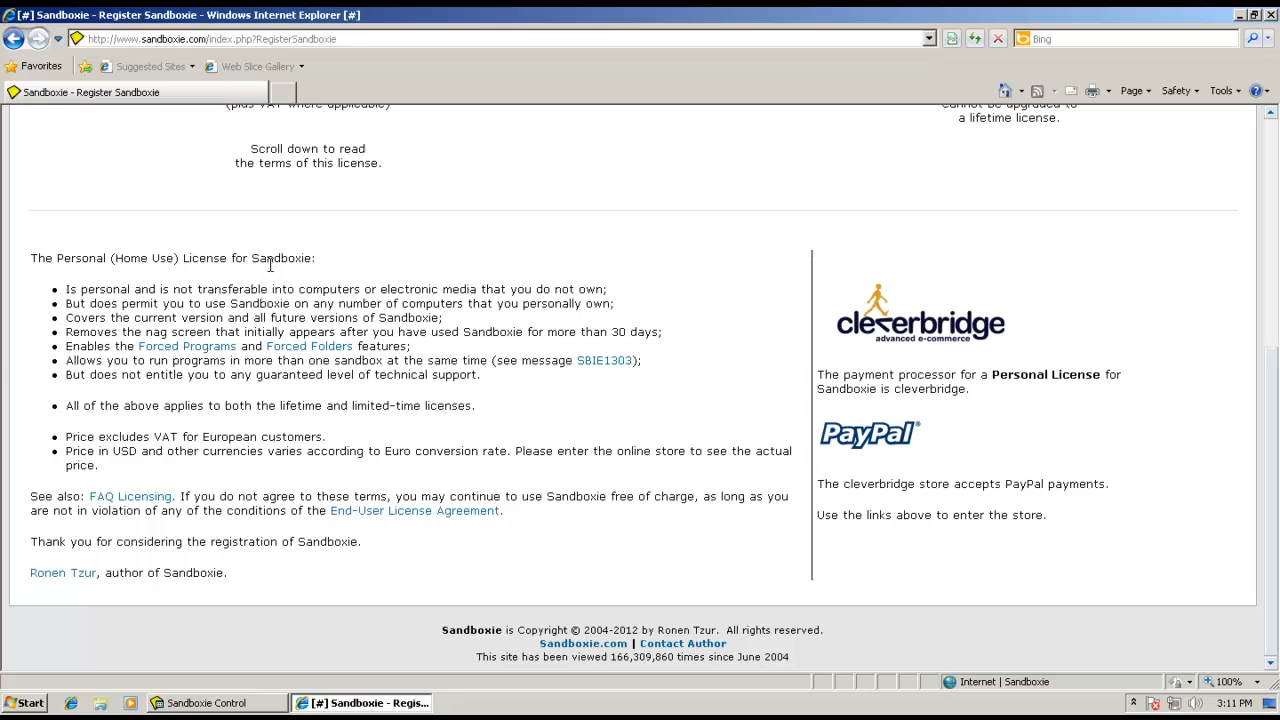 [#] Sandboxie - Register Sandboxie - Windows Internet Explorer [#]
http://www.sandboxie.com/index.php?RegisterSandboxie
Bing
Favorites Suggested Sites Web Slice Gallery
Sandboxie - Register Sandboxie
Page Safety Tools
(plus VAT where applicable)
Cannot be upgraded to
a lifetime license.
Scroll down to read
the terms of this license.
The Personal (Home Use) License for Sandboxie:
• Is personal and is not transferable into computers or electronic media that you do not own;
• But does permit you to use Sandboxie on any number of computers that you personally own;
• Covers the current version and all future versions of Sandboxie;
• Removes the nag screen that initially appears after you have used Sandboxie for more than 30 days;
• Enables the Forced Programs and Forced Folders features;
• Allows you to run programs in more than one sandbox at the same time (see message SBIE1303);
• But does not entitle you to any guaranteed level of technical support.
• All of the above applies to both the lifetime and limited-time licenses.
• Price excludes VAT for European customers.
• Price in USD and other currencies varies according to Euro conversion rate. Please enter the online store to see the actual
price.
See also: FAQ Licensing. If you do not agree to these terms, you may continue to use Sandboxie free of charge, as long as you
are not in violation of any of the conditions of the End-User License Agreement.
Thank you for considering the registration of Sandboxie.
Ronen Tzur, author of Sandboxie.
cleverbridge
advanced e-commerce
The payment processor for a Personal License for
Sandboxie is cleverbridge.
PayPal®
The cleverbridge store accepts PayPal payments.
Use the links above to enter the store.
Sandboxie is Copyright © 2004-2012 by Ronen Tzur. All rights reserved.
Sandboxie.com | Contact Author
This site has been viewed 166,309,860 times since June 2004
Internet | Sandboxie
100%
Start
Sandboxie Control
[#] Sandboxie - Regis...
3:11 PM